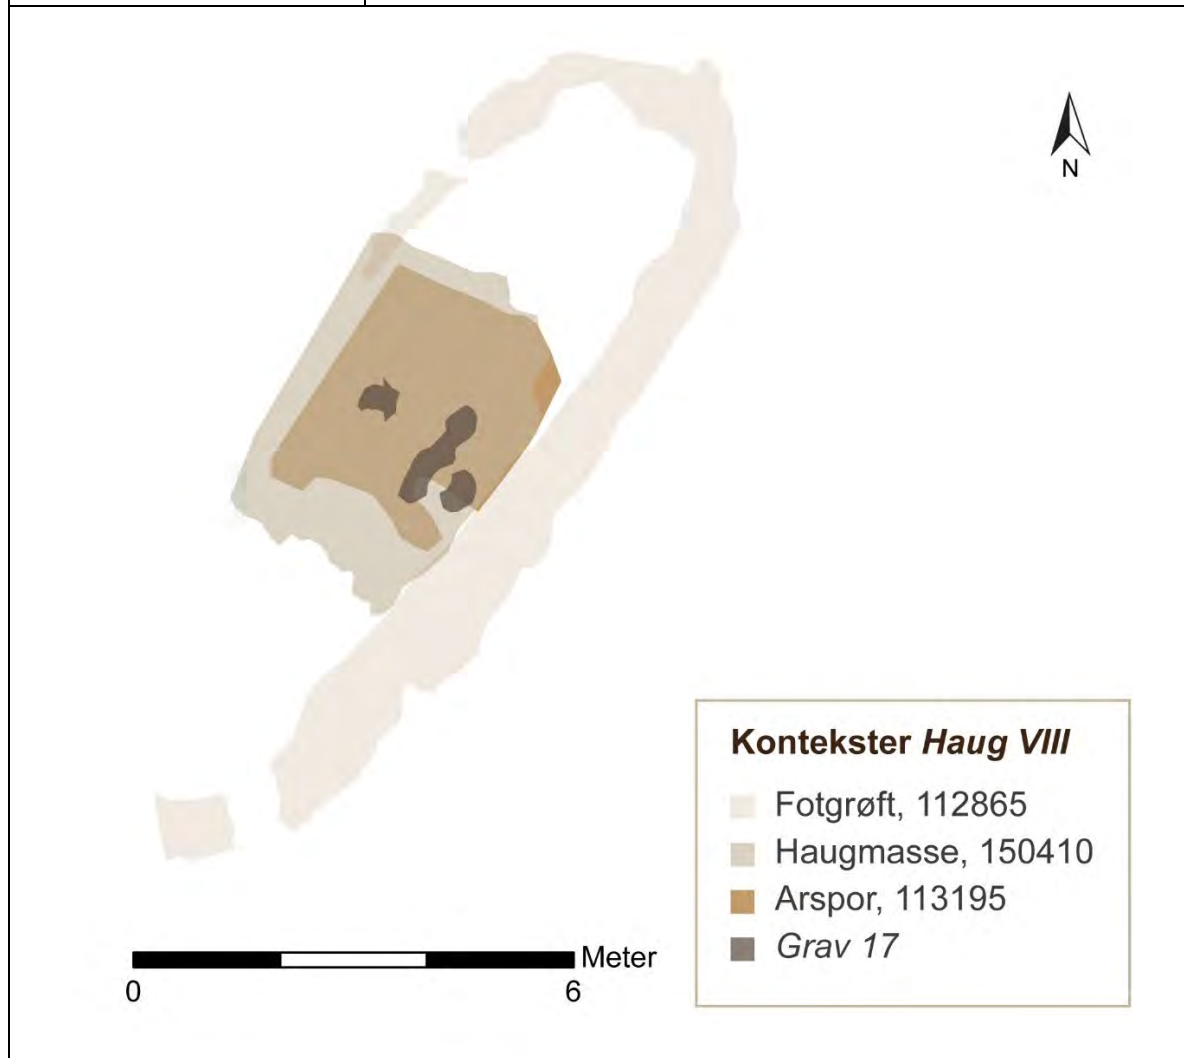 N
Kontekster Haug VIII
Fotgrøft, 112865
Haugmasse, 150410
Arspor, 113195
Grav 17
Meter
0 6